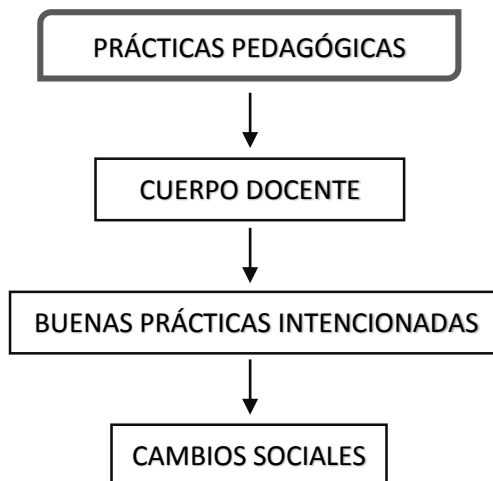 PRÁCTICAS PEDAGÓGICAS
CUERPO DOCENTE
BUENAS PRÁCTICAS INTENCIONADAS
CAMBIOS SOCIALES